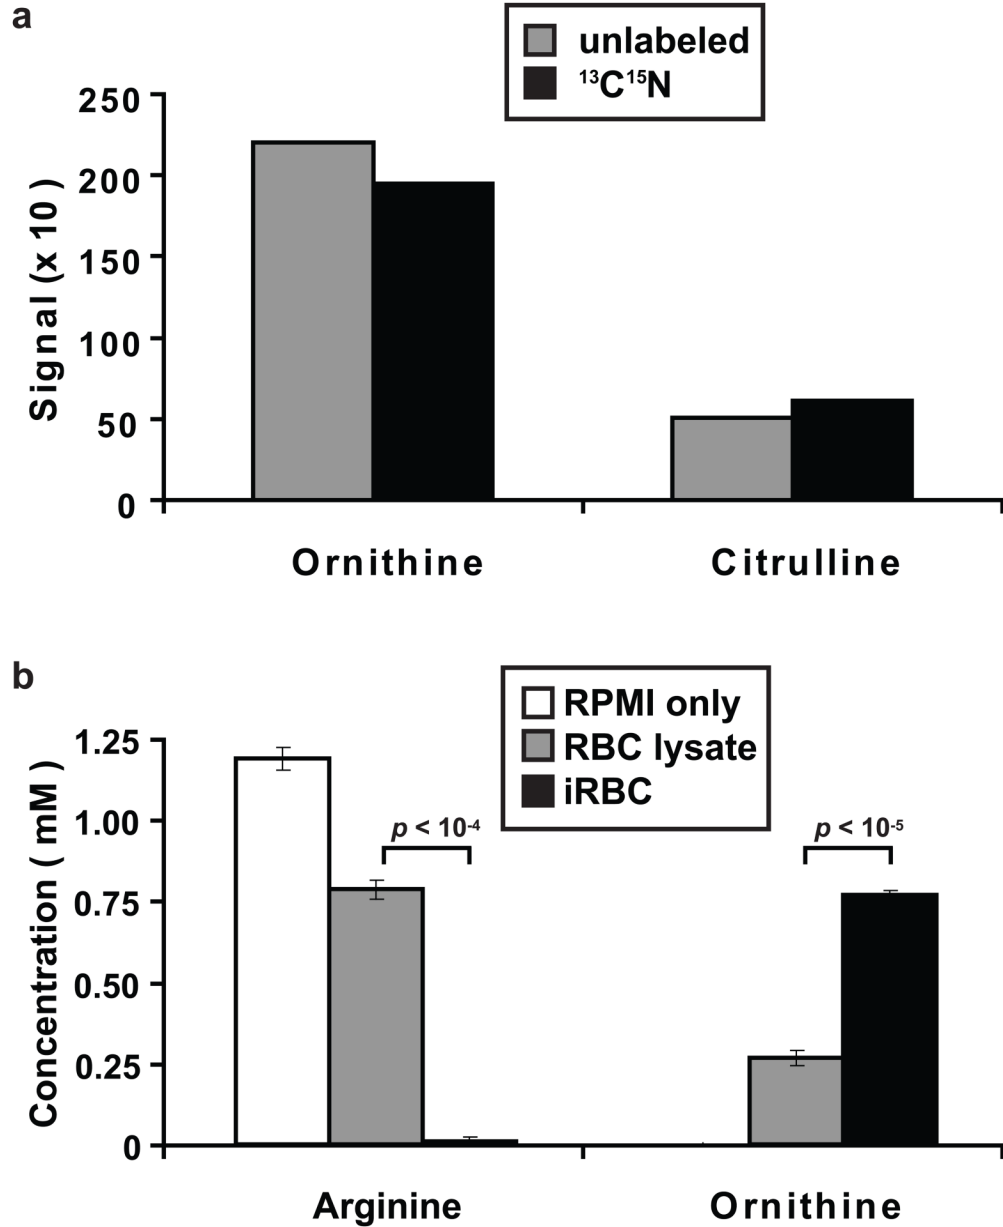 a
unlabeled
¹³C¹⁵N
250
200
150
100
50
0
Signal (x 10 )
Ornithine Citrulline
b
RPMI only
RBC lysate
iRBC
1.25
1.00
0.75
0.50
0.25
0
Concentration ( mM )
p < 10⁻⁴
p < 10⁻⁵
Arginine Ornithine